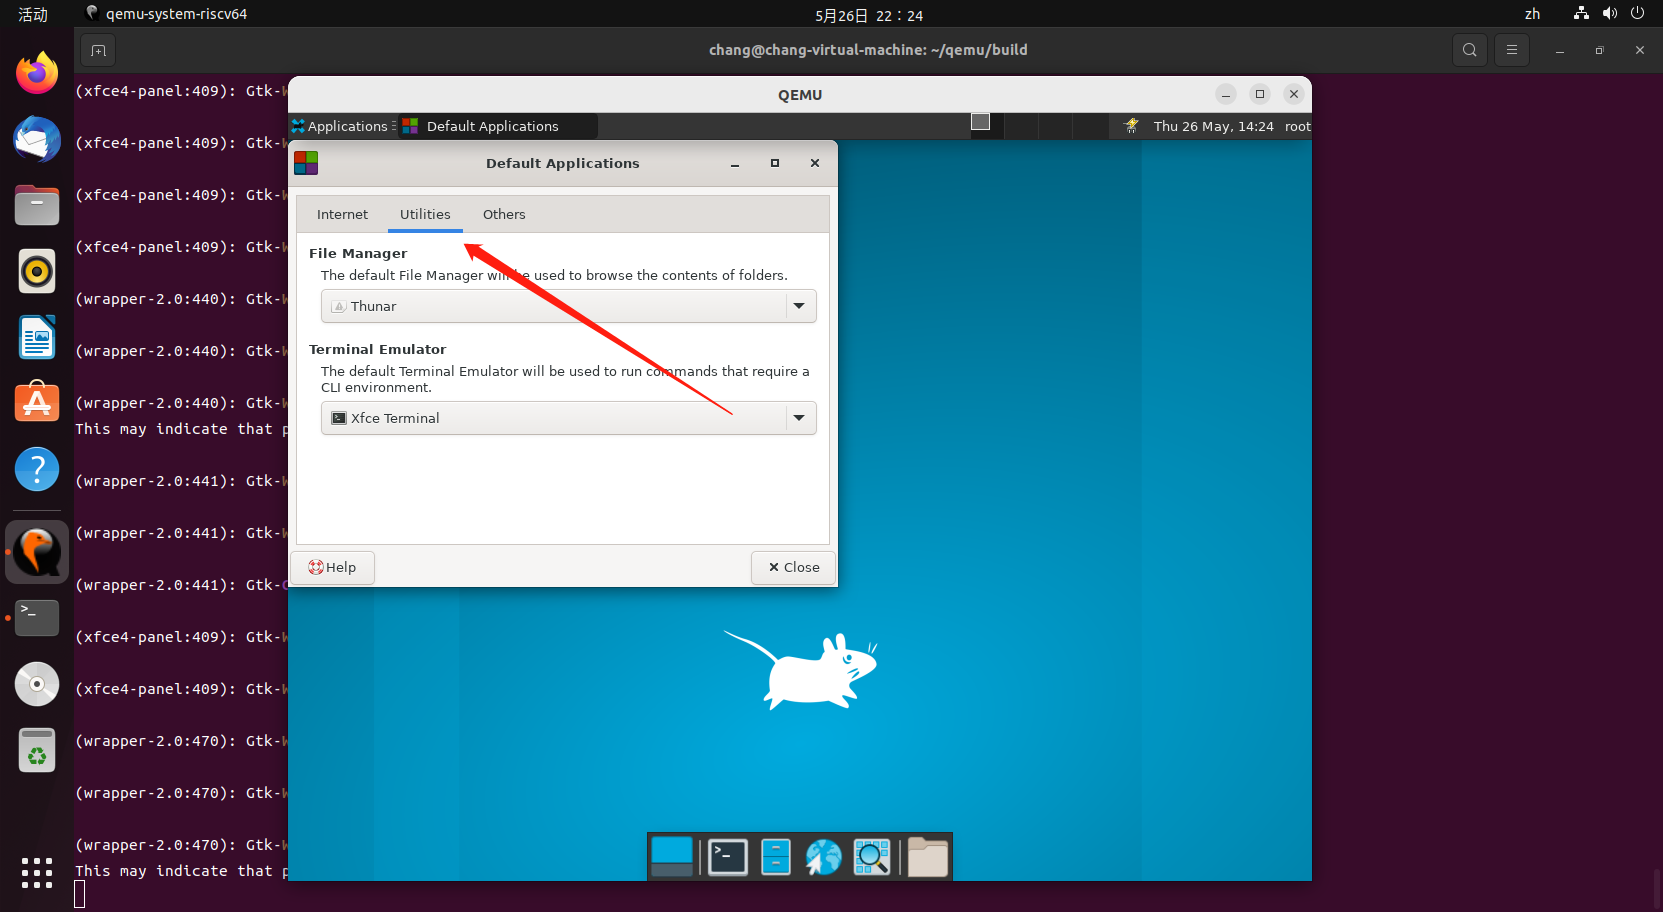 活动
qemu-system-riscv64
5月26日 22：24
zh
chang@chang-virtual-machine: ~/qemu/build
(xfce4-panel:409): Gtk-W
(xfce4-panel:409): Gtk-W
(xfce4-panel:409): Gtk-W
(xfce4-panel:409): Gtk-W
(wrapper-2.0:440): Gtk-W
(wrapper-2.0:440): Gtk-W
(wrapper-2.0:440): Gtk-W
This may indicate that p
(wrapper-2.0:441): Gtk-W
(wrapper-2.0:441): Gtk-W
(wrapper-2.0:441): Gtk-C
(xfce4-panel:409): Gtk-W
(xfce4-panel:409): Gtk-W
(wrapper-2.0:470): Gtk-W
(wrapper-2.0:470): Gtk-W
(wrapper-2.0:470): Gtk-W
This may indicate that p
QEMU
Applications
Default Applications
Thu 26 May, 14:24
root
Default Applications
Internet
Utilities
Others
File Manager
The default File Manager will be used to browse the contents of folders.
Thunar
Terminal Emulator
The default Terminal Emulator will be used to run commands that require a
CLI environment.
Xfce Terminal
Help
Close